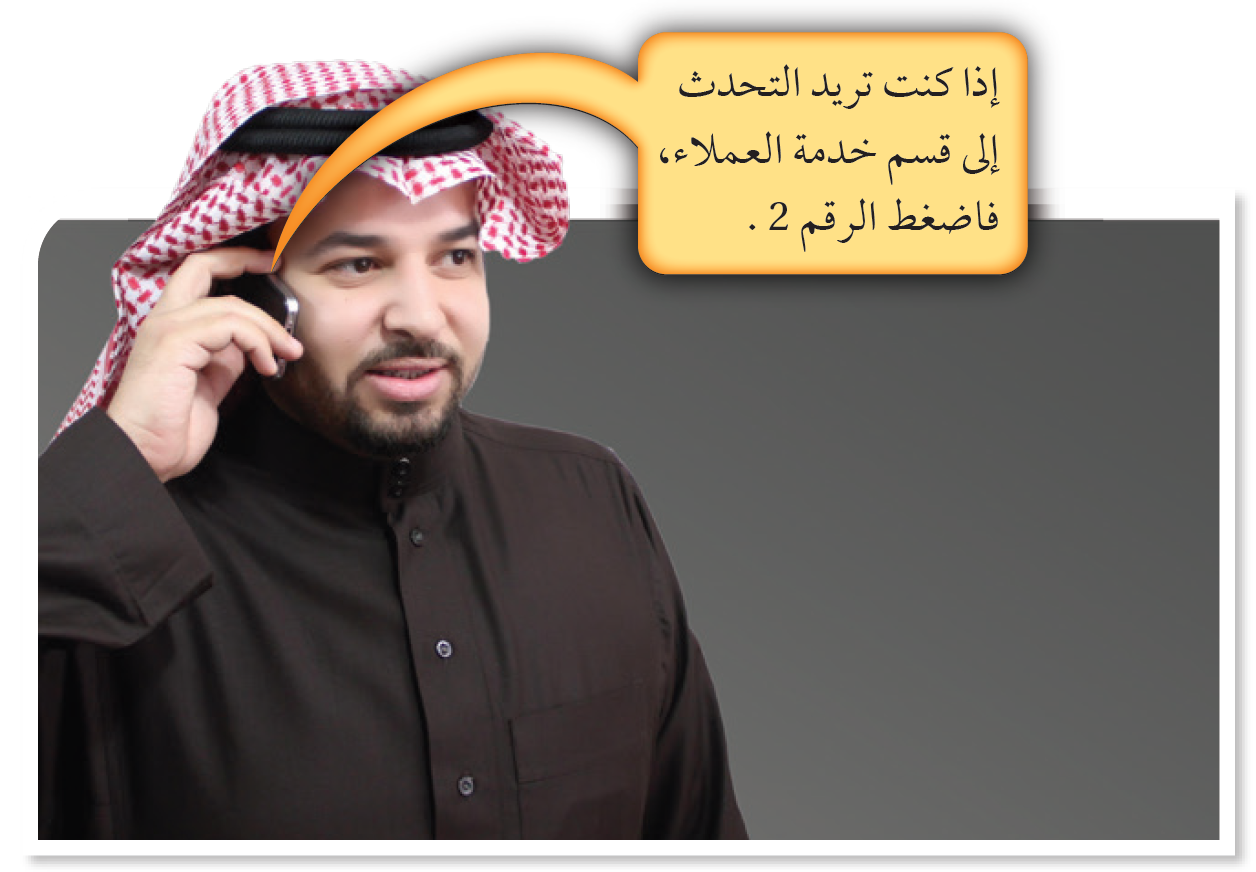 إذا كنت تريد التحدث
إلى قسم خدمة العملاء،
فاضغط الرقم 2 .